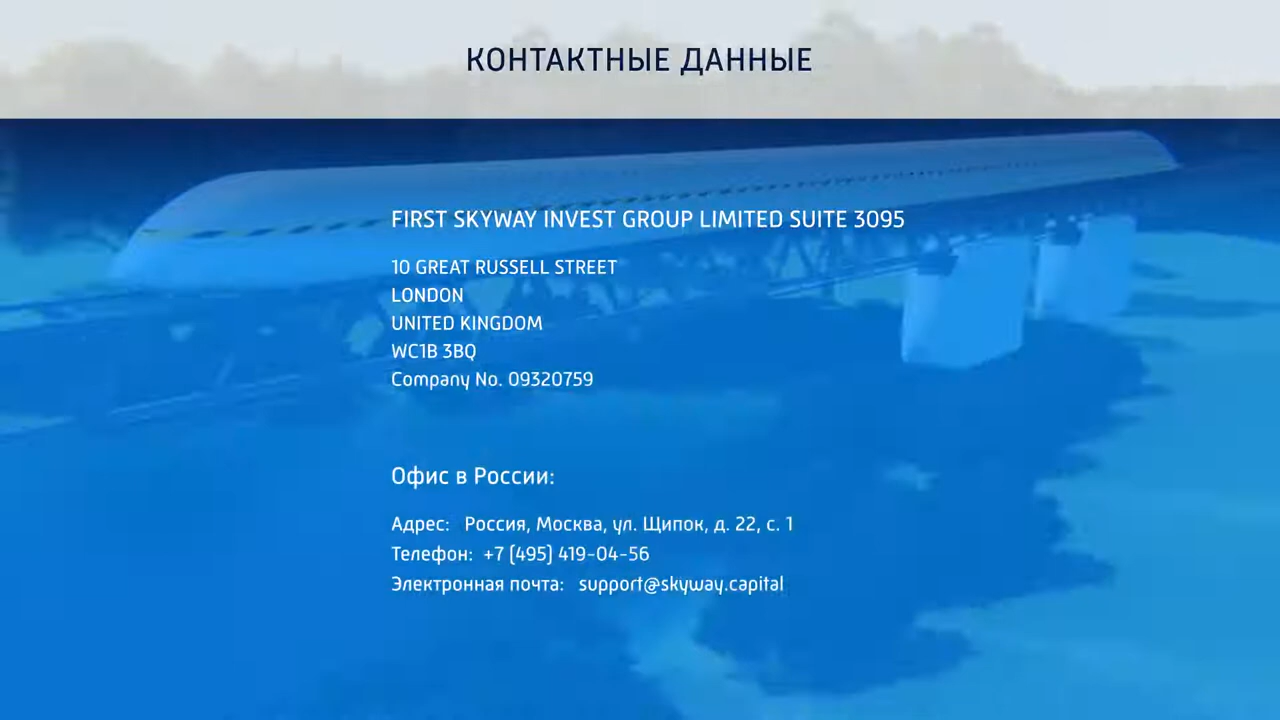 КОНТАКТНЫЕ ДАННЫЕ
FIRST SKYWAY INVEST GROUP LIMITED SUITE 3095
10 GREAT RUSSELL STREET
LONDON
UNITED KINGDOM
WC1B 3BQ
Company No. 09320759
Офис в России:
Адрес: Россия, Москва, ул. Щипок, д. 22, с. 1
Телефон: +7 (495) 419-04-56
Электронная почта: support@skyway.capital